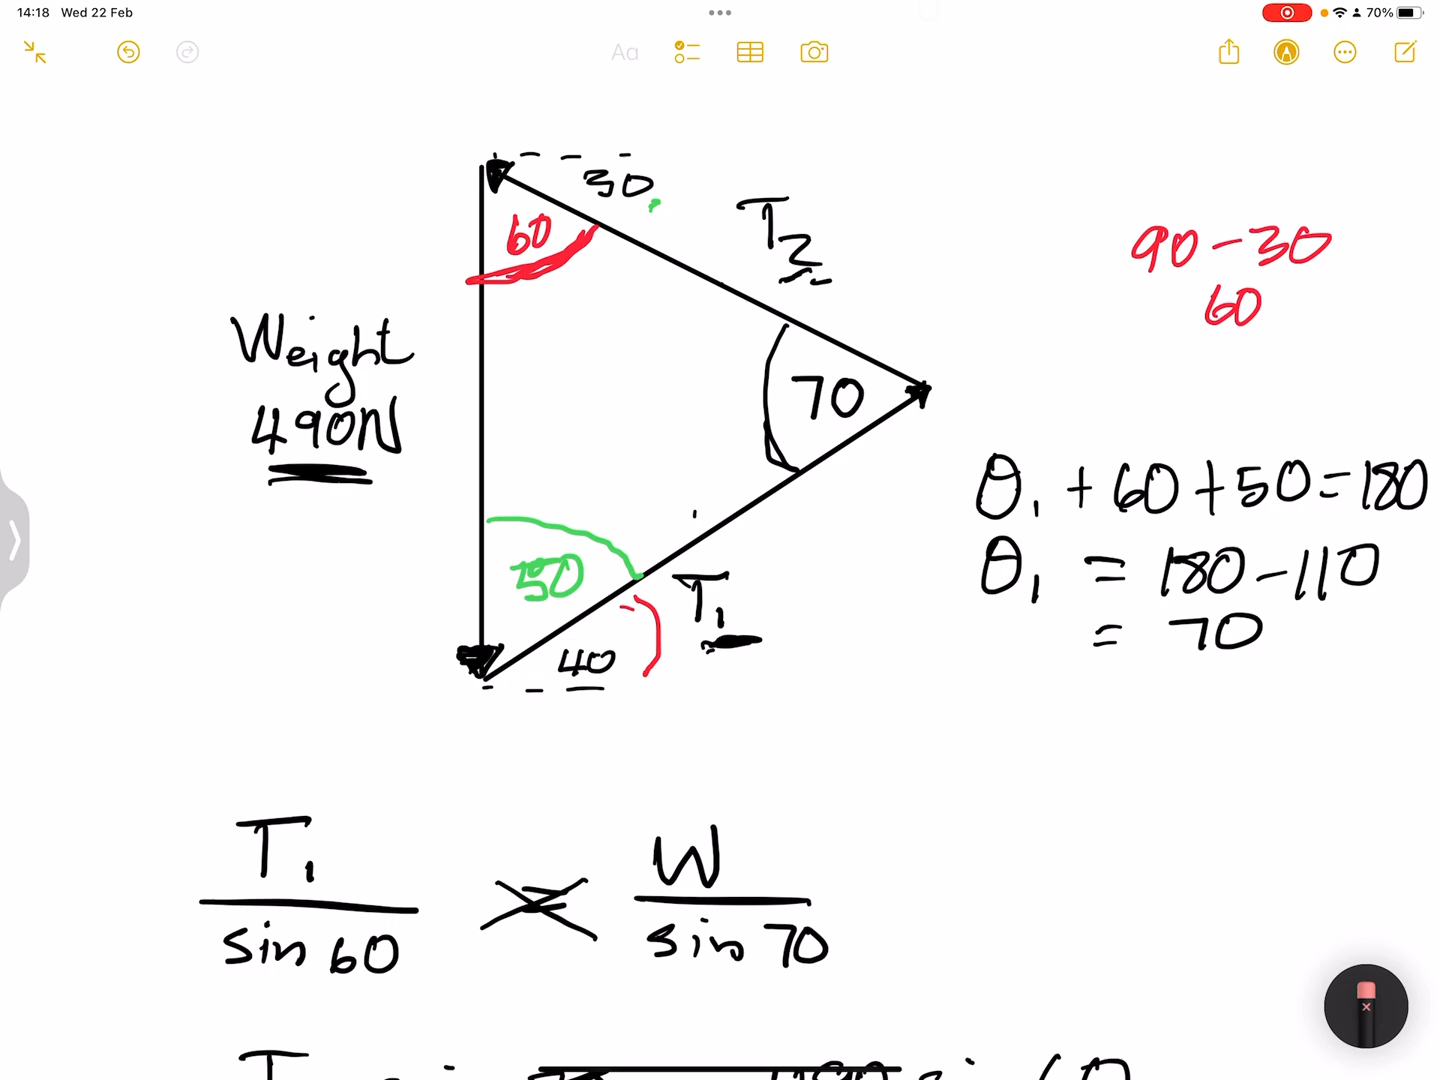 14:18 Wed 22 Feb
70%
Aa
30
60
T2
90-30
60
Weight
490N
70
θ1 + 60 + 50 = 180
θ1 = 180 - 110
= 70
50
T1
40
T1 = W
sin 60 sin 70